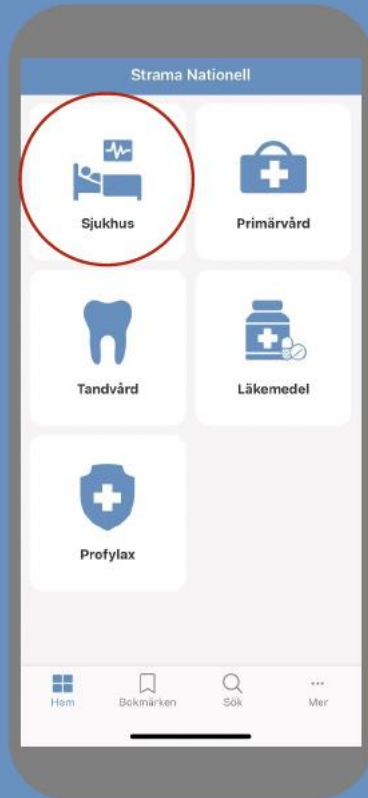 Strama Nationell
Sjukhus
Primärvård
Tandvård
Läkemedel
Profylax
Hem
Bokmärken
Sök
Mer